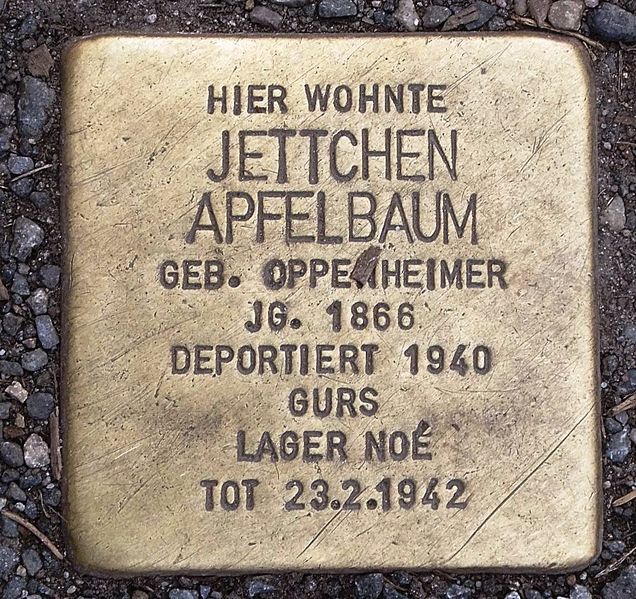 HIER WOHNTE
JETTCHEN
APFELBAUM
GEB. OPPENHEIMER
JG. 1866
DEPORTIERT 1940
GURS
LAGER NOÉ
TOT 23.2.1942